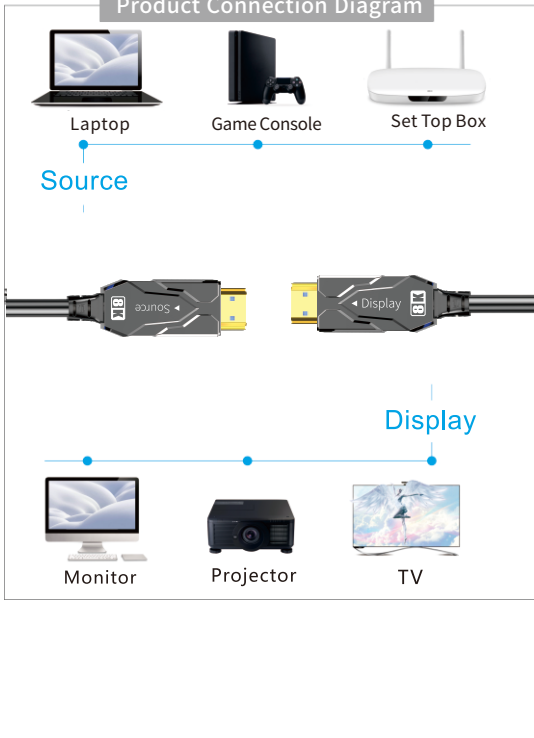 Product Connection Diagram
Laptop
Game Console
Set Top Box
Source
8K
Source
Display
8K
Display
Monitor
Projector
TV